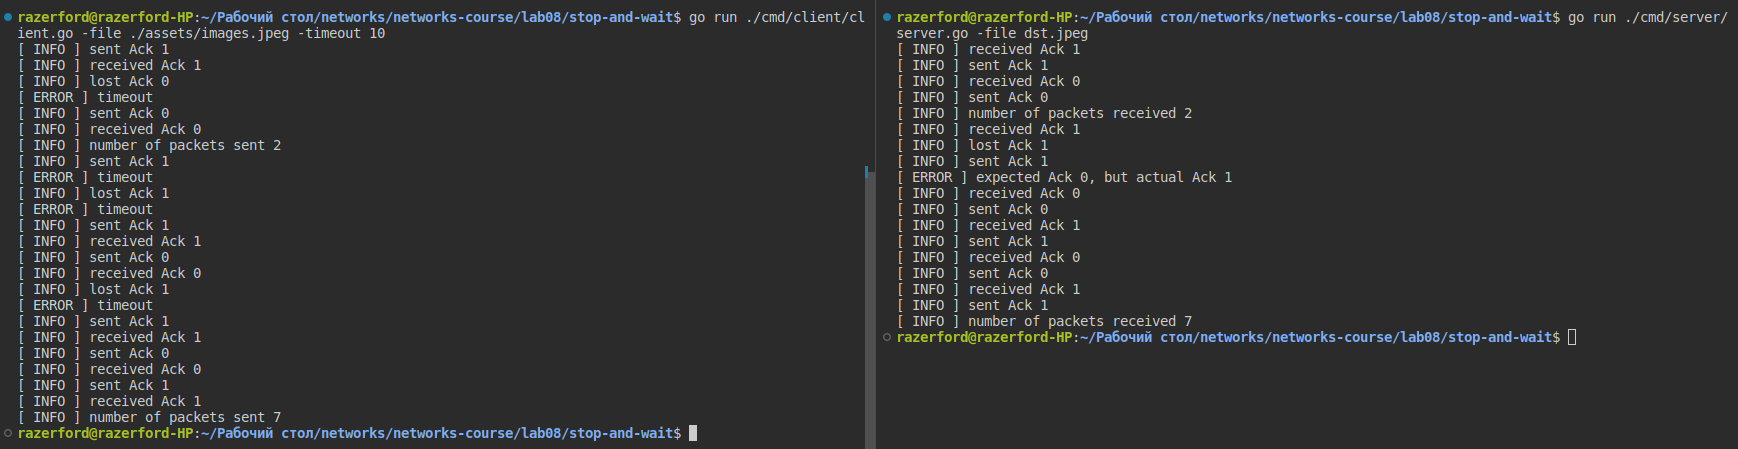 razerford@razerford-HP:~/Рабочий стол/networks/networks-course/lab08/stop-and-wait$ go run ./cmd/client/cl
ient.go -file ./assets/images.jpeg -timeout 10
[ INFO ] sent Ack 1
[ INFO ] received Ack 1
[ INFO ] lost Ack 0
[ ERROR ] timeout
[ INFO ] sent Ack 0
[ INFO ] received Ack 0
[ INFO ] number of packets sent 2
[ INFO ] sent Ack 1
[ ERROR ] timeout
[ INFO ] lost Ack 1
[ ERROR ] timeout
[ INFO ] sent Ack 1
[ INFO ] received Ack 1
[ INFO ] sent Ack 0
[ INFO ] received Ack 0
[ INFO ] lost Ack 1
[ ERROR ] timeout
[ INFO ] sent Ack 1
[ INFO ] received Ack 1
[ INFO ] sent Ack 0
[ INFO ] received Ack 0
[ INFO ] sent Ack 1
[ INFO ] received Ack 1
[ INFO ] number of packets sent 7
razerford@razerford-HP:~/Рабочий стол/networks/networks-course/lab08/stop-and-wait$
razerford@razerford-HP:~/Рабочий стол/networks/networks-course/lab08/stop-and-wait$ go run ./cmd/server/
server.go -file dst.jpeg
[ INFO ] received Ack 1
[ INFO ] sent Ack 1
[ INFO ] received Ack 0
[ INFO ] sent Ack 0
[ INFO ] number of packets received 2
[ INFO ] received Ack 1
[ INFO ] lost Ack 1
[ INFO ] sent Ack 1
[ ERROR ] expected Ack 0, but actual Ack 1
[ INFO ] received Ack 0
[ INFO ] sent Ack 0
[ INFO ] received Ack 1
[ INFO ] sent Ack 1
[ INFO ] received Ack 0
[ INFO ] sent Ack 0
[ INFO ] received Ack 1
[ INFO ] sent Ack 1
[ INFO ] number of packets received 7
razerford@razerford-HP:~/Рабочий стол/networks/networks-course/lab08/stop-and-wait$